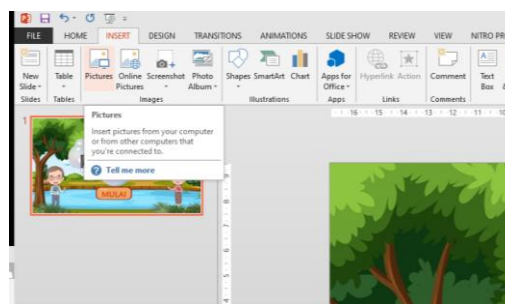 FILE HOME INSERT DESIGN TRANSITIONS ANIMATIONS SLIDE SHOW REVIEW VIEW NITRO PR
New Slide Table Pictures Online Pictures Screenshot Photo Album Shapes SmartArt Chart Apps for Office Hyperlink Action Comment Text Box
Slides Tables Images Illustrations Apps Links Comments
Pictures
Insert pictures from your computer
or from other computers that
you're connected to.
Tell me more
1
MULAI
16 15 14 13 12 11 10